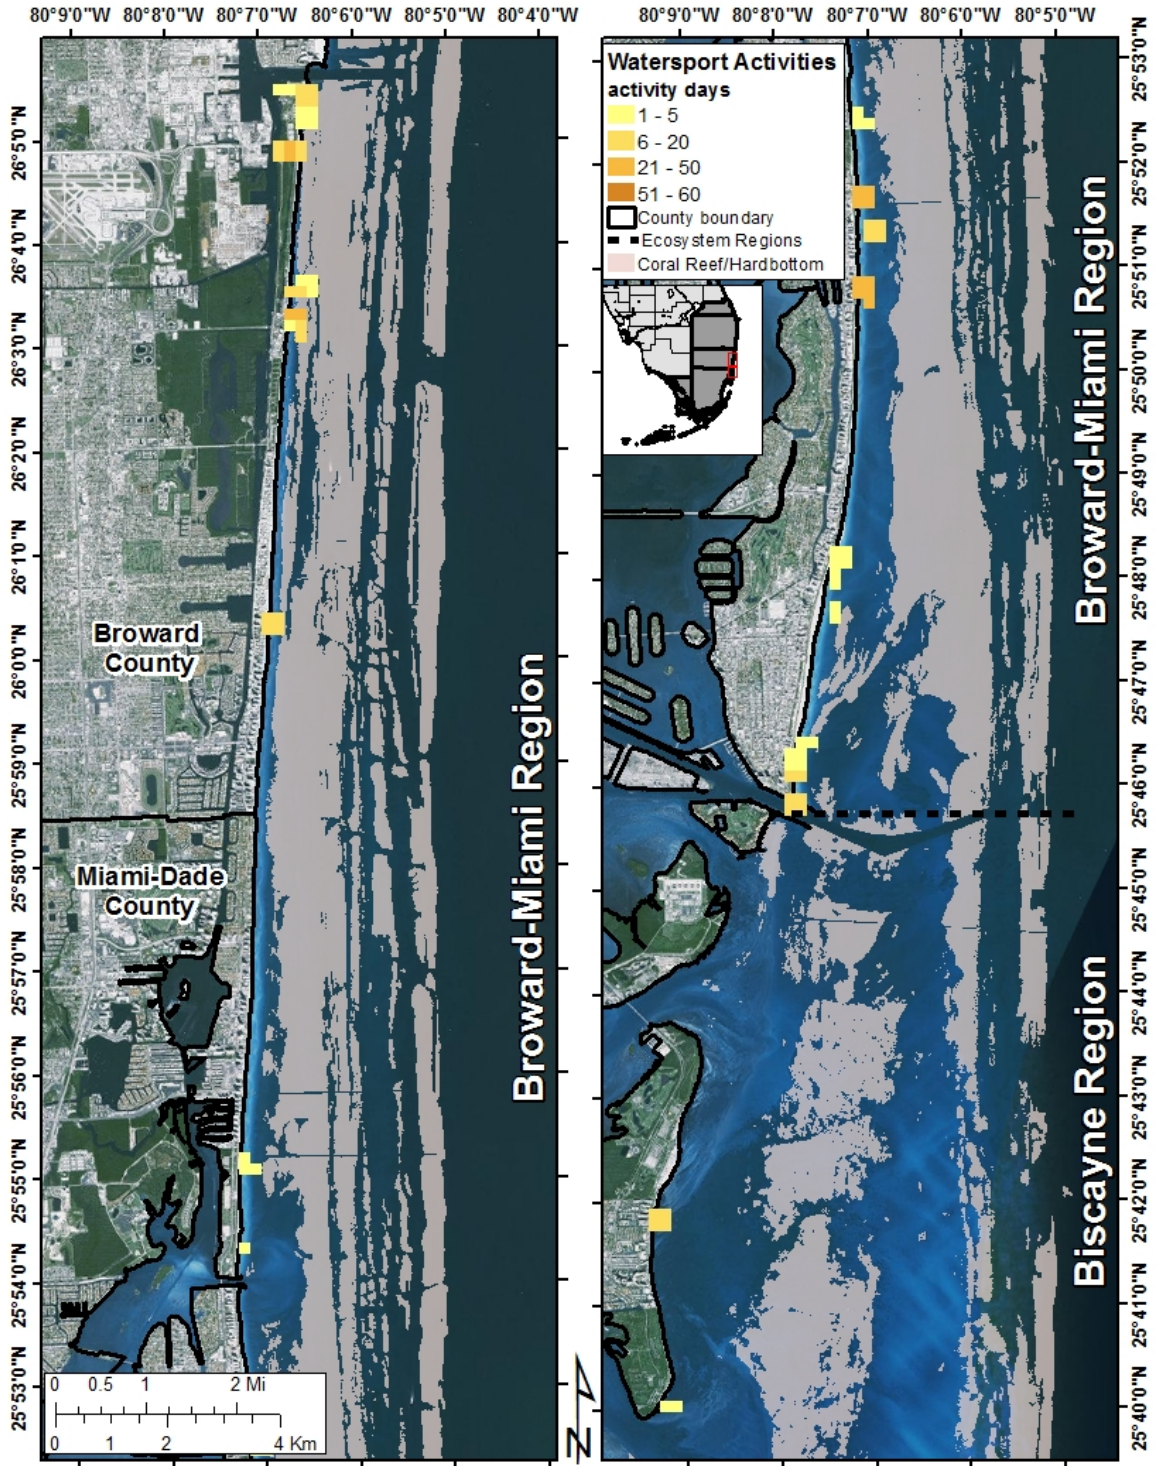 80°9'0"W 80°8'0"W 80°7'0"W 80°6'0"W 80°5'0"W 80°4'0"W
80°9'0"W 80°8'0"W 80°7'0"W 80°6'0"W 80°5'0"W
26°5'0"N
26°4'0"N
26°3'0"N
26°2'0"N
26°1'0"N
26°0'0"N
25°59'0"N
25°58'0"N
25°57'0"N
25°56'0"N
25°55'0"N
25°54'0"N
25°53'0"N
Broward
County
Miami-Dade
County
Broward-Miami Region
0 0.5 1 2 Mi
0 1 2 4 Km
N
Watersport Activities
activity days
1 - 5
6 - 20
21 - 50
51 - 60
County boundary
Ecosystem Regions
Coral Reef/Hardbottom
Broward-Miami Region
Biscayne Region
25°53'0"N
25°52'0"N
25°51'0"N
25°50'0"N
25°49'0"N
25°48'0"N
25°47'0"N
25°46'0"N
25°45'0"N
25°44'0"N
25°43'0"N
25°42'0"N
25°41'0"N
25°40'0"N